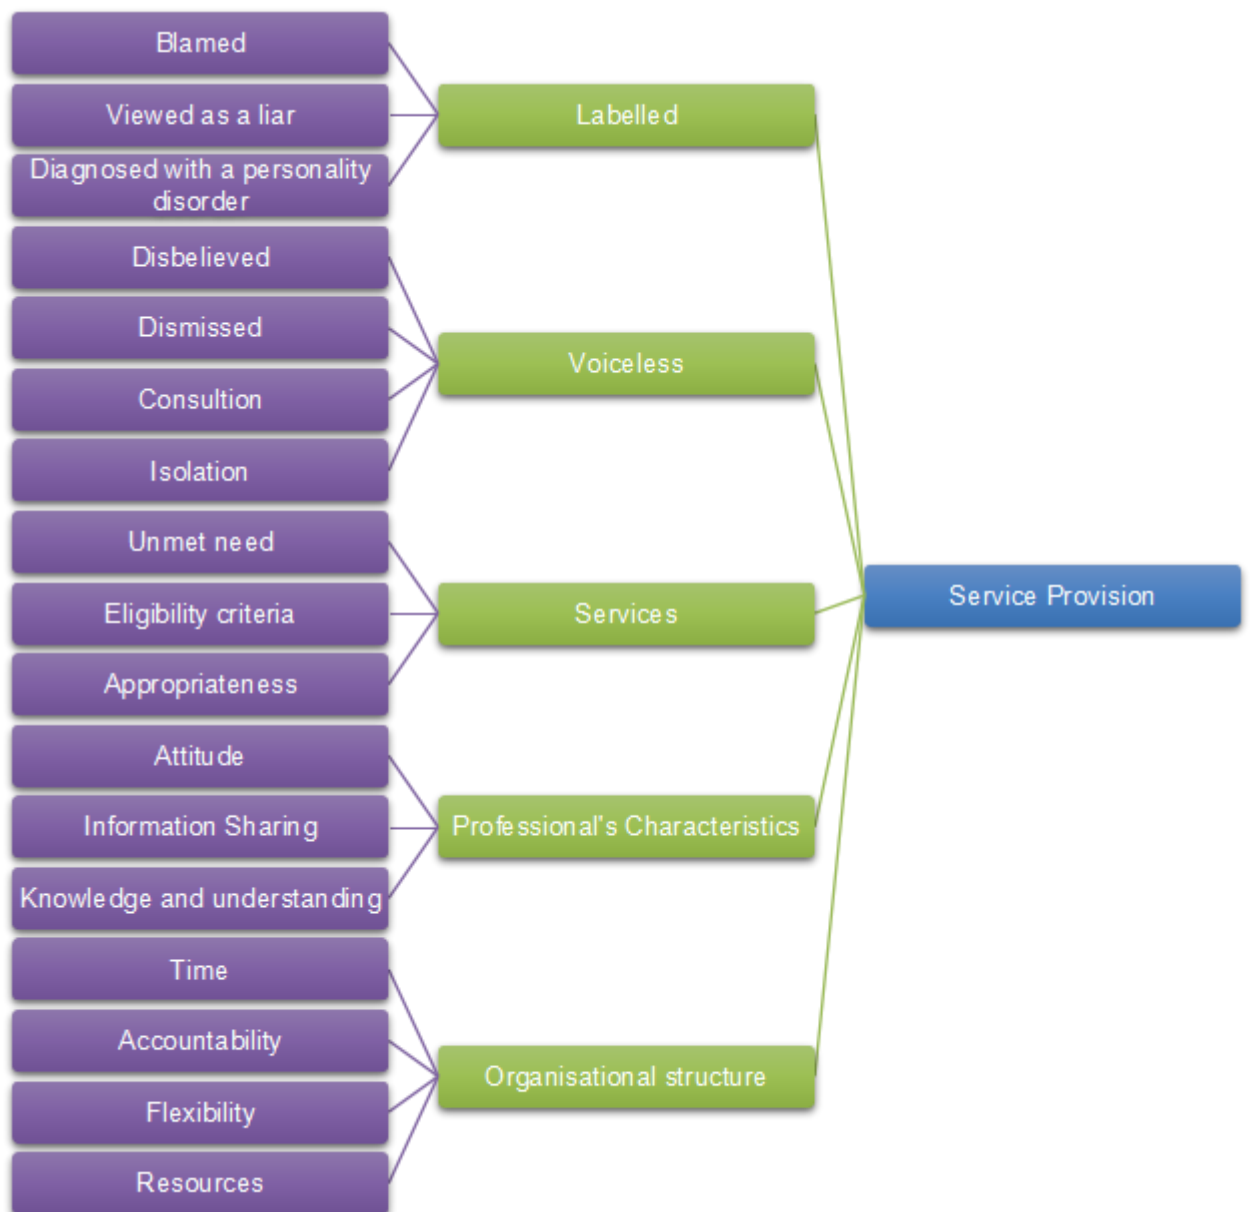 Blamed
Viewed as a liar
Diagnosed with a personality
disorder
Labelled
Disbelieved
Dismissed
Consultion
Isolation
Voiceless
Unmet need
Eligibility criteria
Appropriateness
Services
Service Provision
Attitude
Information Sharing
Knowledge and understanding
Professional's Characteristics
Time
Accountability
Flexibility
Resources
Organisational structure